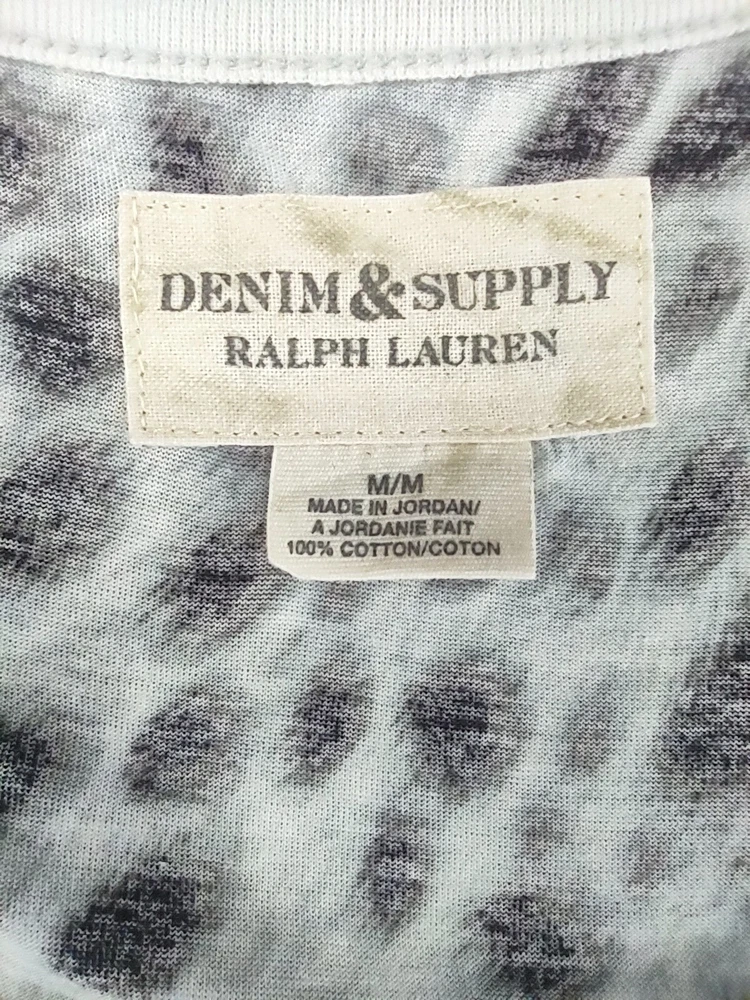 DENIM & SUPPLY
RALPH LAUREN
M/M
MADE IN JORDAN/
A JORDANIE FAIT
100% COTTON/COTON